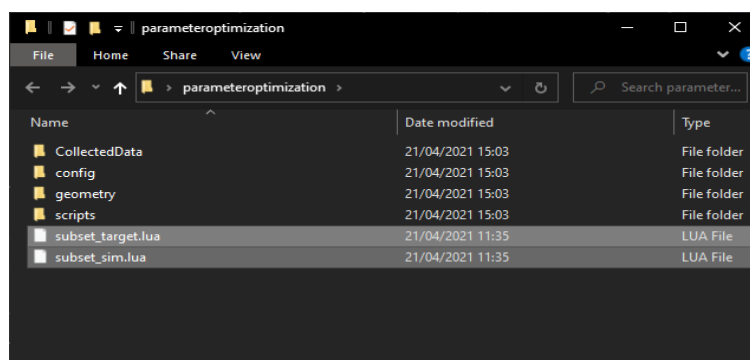 parameteroptimization
File Home Share View
parameteroptimization Search parameter...
Name Date modified Type
CollectedData 21/04/2021 15:03 File folder
config 21/04/2021 15:03 File folder
geometry 21/04/2021 15:03 File folder
scripts 21/04/2021 15:03 File folder
subset_target.lua 21/04/2021 11:35 LUA File
subset_sim.lua 21/04/2021 11:35 LUA File